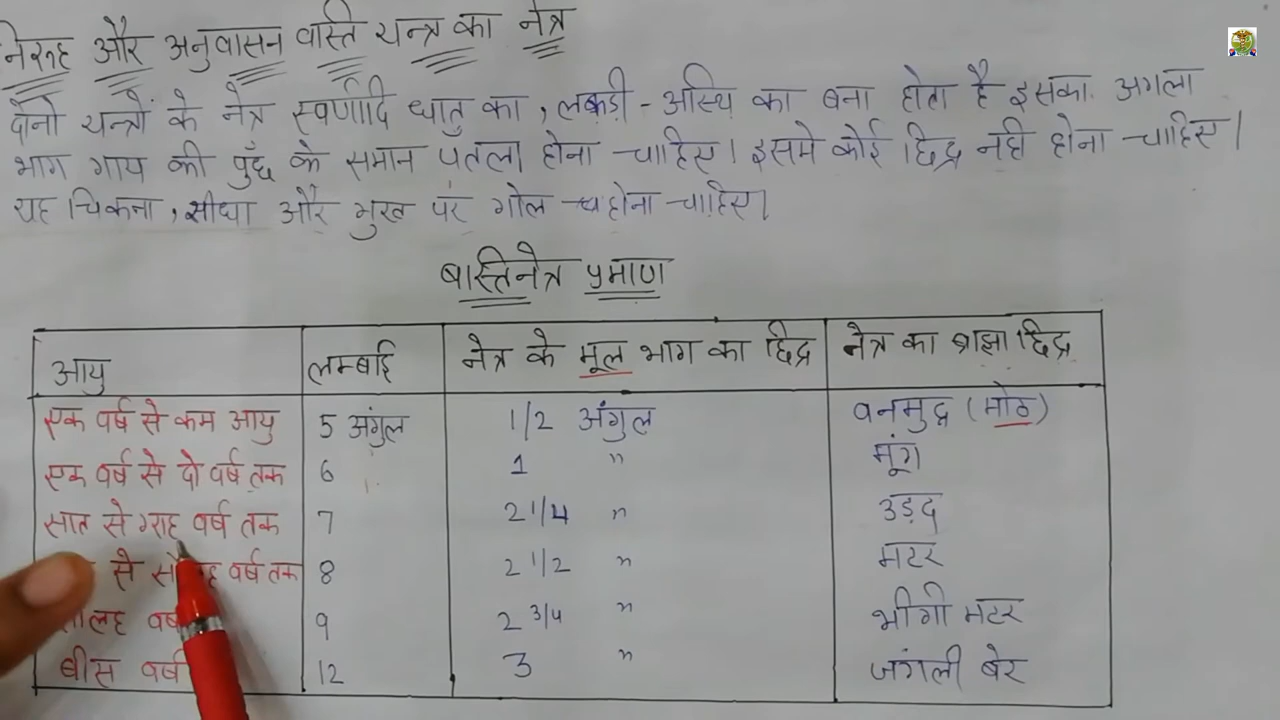 निरूह और अनुवासन वस्ति यन्त्र का नेत्र
दोनो यन्त्रों के नेत्र स्वर्णादि धातु का, लकड़ी - अस्थि का बना होता है इसका अगला
भाग गाय की पुँछ के समान पतला होना चाहिए। इसमे कोई छिद्र नही होना चाहिए।
यह चिकना, सीधा और मुख पर गोल होना चाहिए।
बास्तिनेत्र प्रमाण
आयु लम्बाई नेत्र के मूल भाग का छिद्र नेत्र का ब्राह्म छिद्र
एक वर्ष से कम आयु 5 अंगुल 1/2 अंगुल वनमुद्ग (मोठ)
एक वर्ष से दो वर्ष तक 6 1 " मूंग
सात से ग्राह वर्ष तक 7 2 1/4 " उड़द
से वर्ष तक 8 2 1/2 " मटर
9 2 3/4 " भीगी मटर
बीस वर्ष 12 3 " जंगली बेर